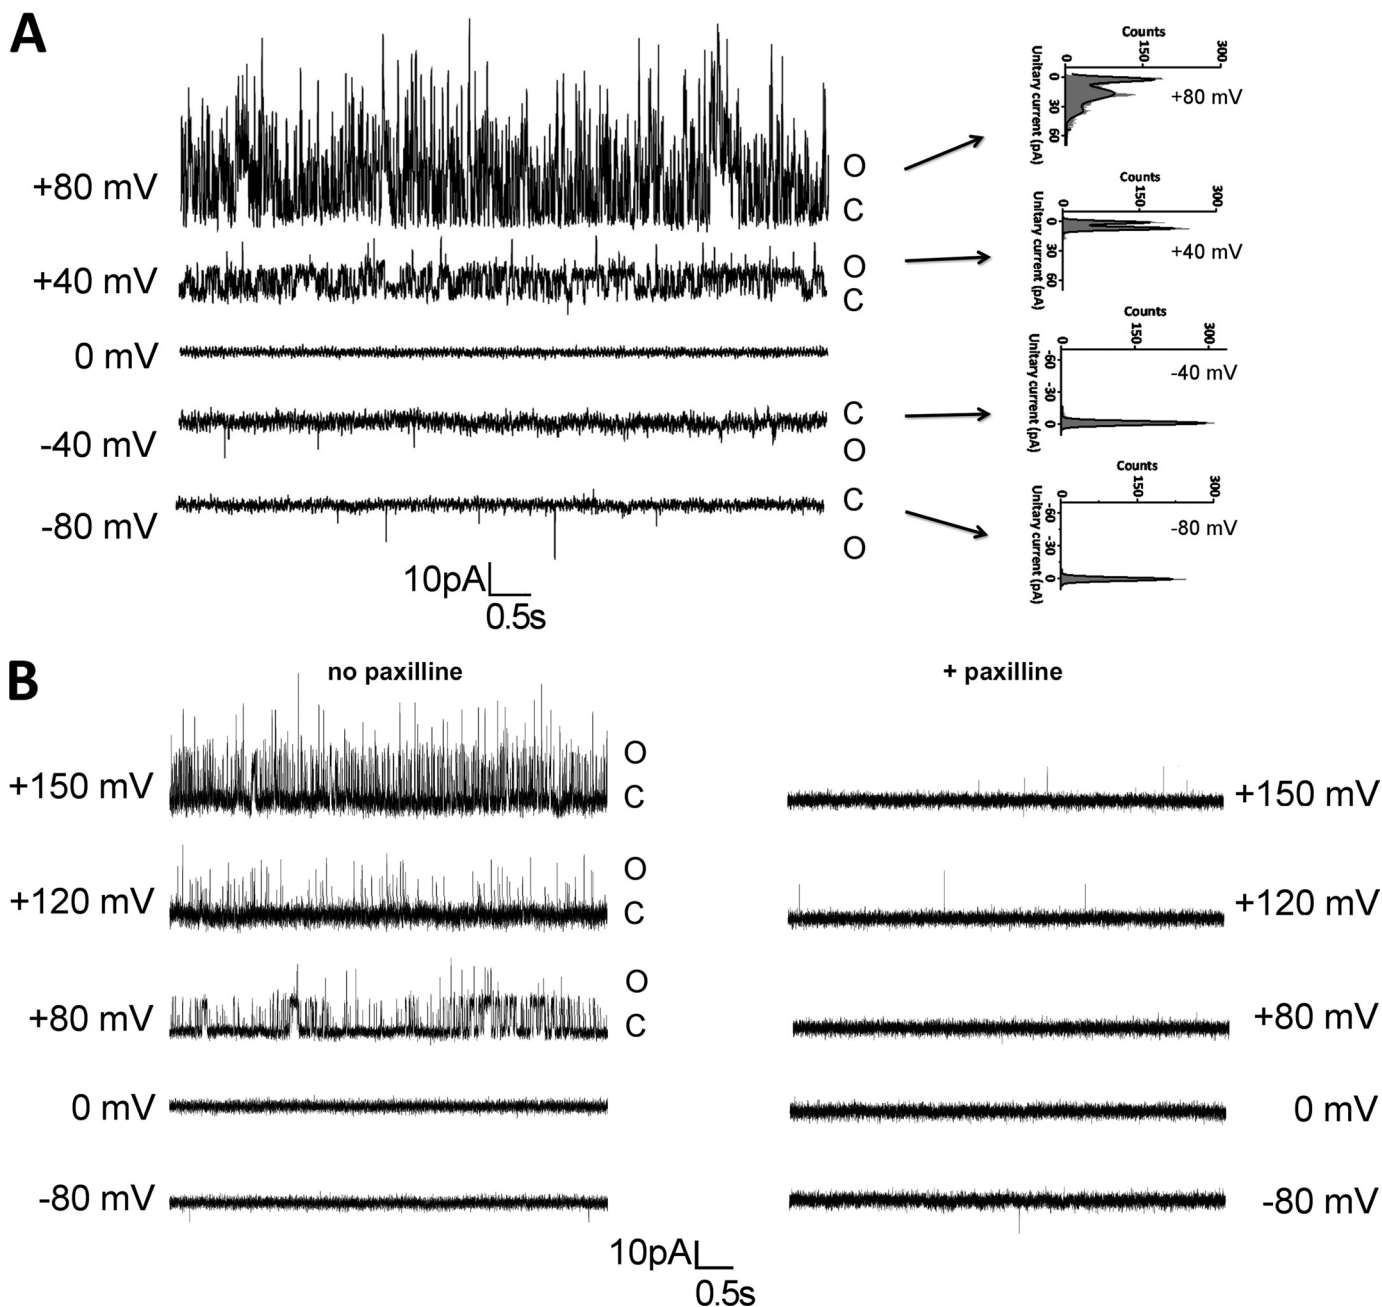 A
+80 mV
O
C
+40 mV
O
C
0 mV
-40 mV
C
O
-80 mV
C
O
10pA
0.5s
Counts
0 150 300
Unitary current (pA)
0 30 60
+80 mV
Counts
0 150 300
Unitary current (pA)
0 30 60
+40 mV
Counts
0 150 300
Unitary current (pA)
-60 -30 0
-40 mV
Counts
0 150 300
Unitary current (pA)
-60 -30 0
-80 mV
B
no paxilline
+ paxilline
+150 mV
O
C
+150 mV
+120 mV
O
C
+120 mV
+80 mV
O
C
+80 mV
0 mV
0 mV
-80 mV
-80 mV
10pA
0.5s